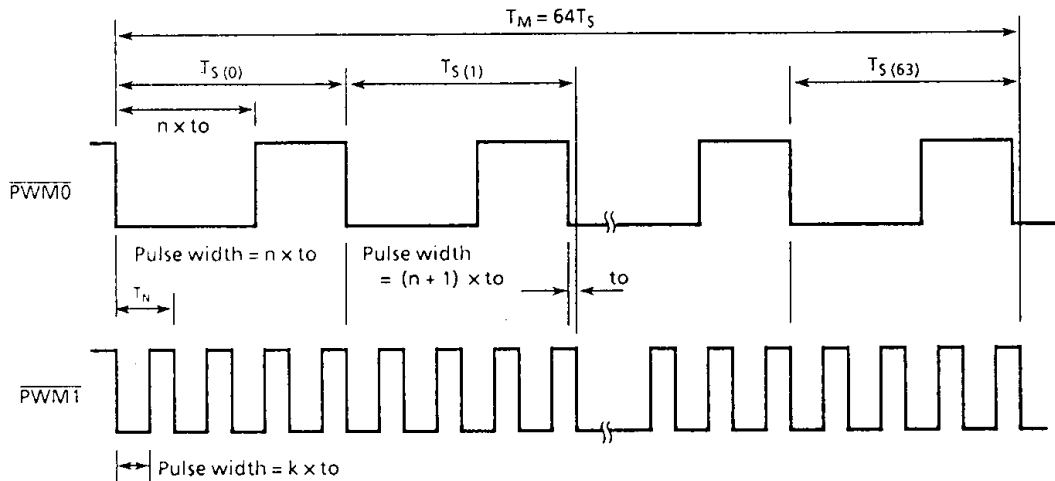 T_M = 64T_S
T_S(0)
T_S(1)
T_S(63)
n × to
PWM0
Pulse width = n × to
Pulse width
= (n + 1) × to
to
T_N
PWM1
Pulse width = k × to